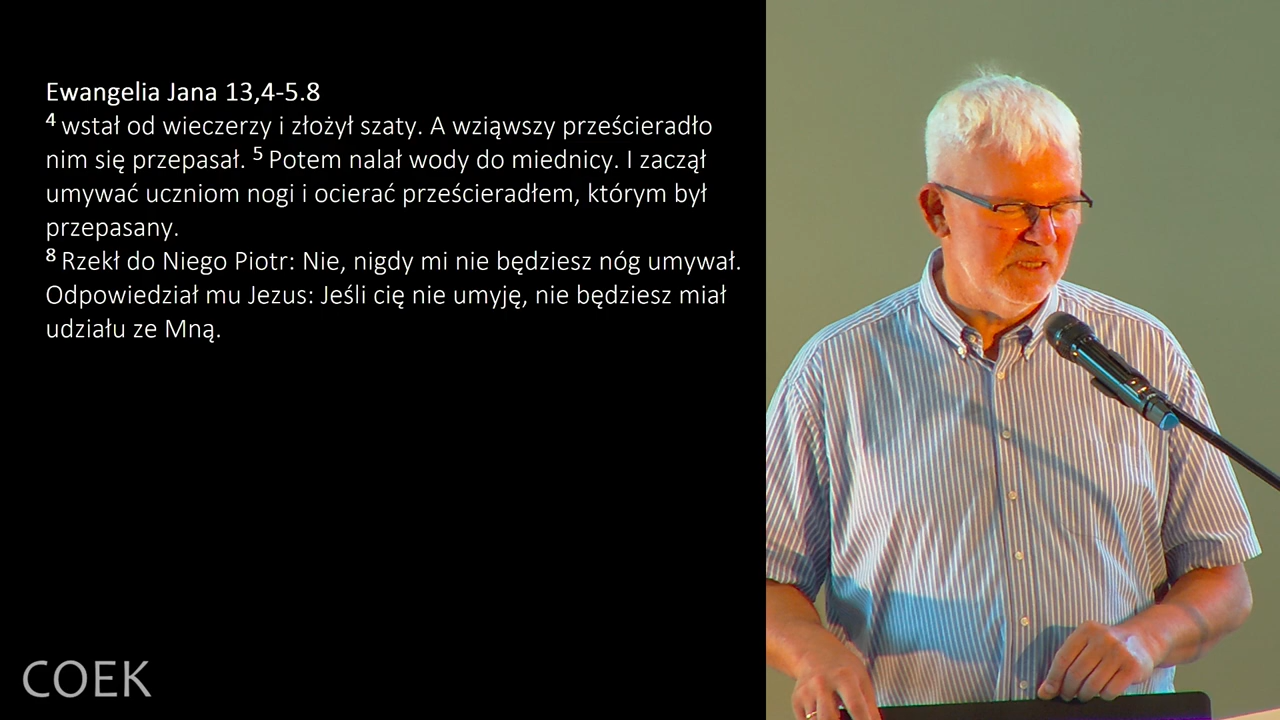 Ewangelia Jana 13,4-5.8
4 wstał od wieczerzy i złożył szaty. A wziąwszy prześcieradło
nim się przepasał. 5 Potem nalał wody do miednicy. I zaczął
umywać uczniom nogi i ocierać prześcieradłem, którym był
przepasany.
8 Rzekł do Niego Piotr: Nie, nigdy mi nie będziesz nóg umywał.
Odpowiedział mu Jezus: Jeśli cię nie umyję, nie będziesz miał
udziału ze Mną.
COEK